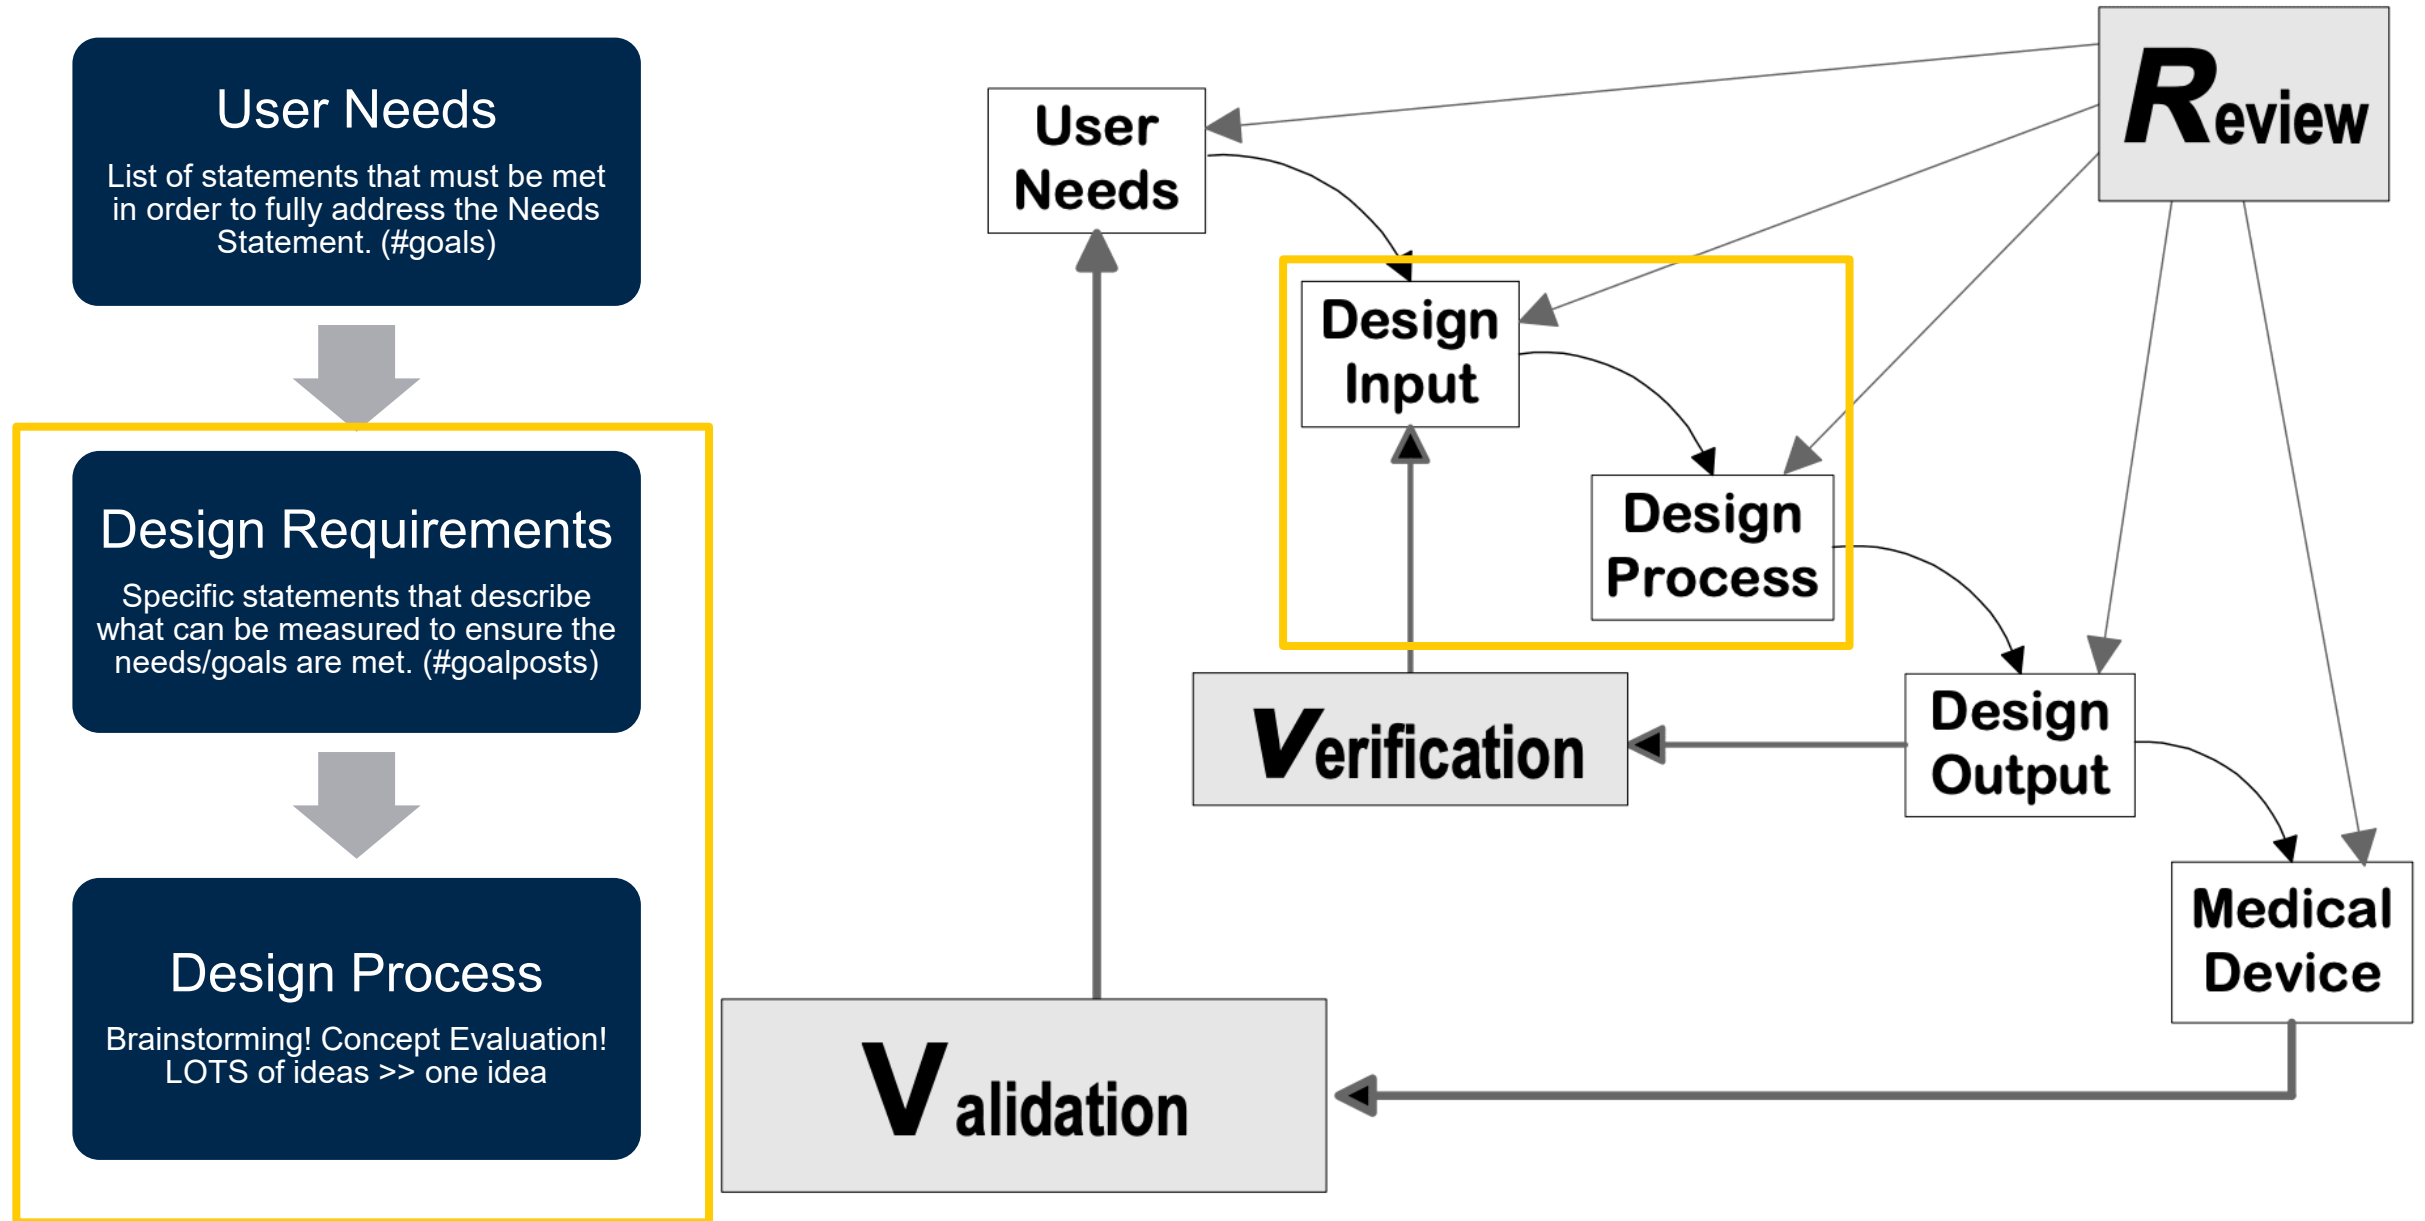 User Needs
List of statements that must be met
in order to fully address the Needs
Statement. (#goals)
Design Requirements
Specific statements that describe
what can be measured to ensure the
needs/goals are met. (#goalposts)
Design Process
Brainstorming! Concept Evaluation!
LOTS of ideas >> one idea
Review
User
Needs
Design
Input
Design
Process
Verification
Design
Output
Medical
Device
Validation